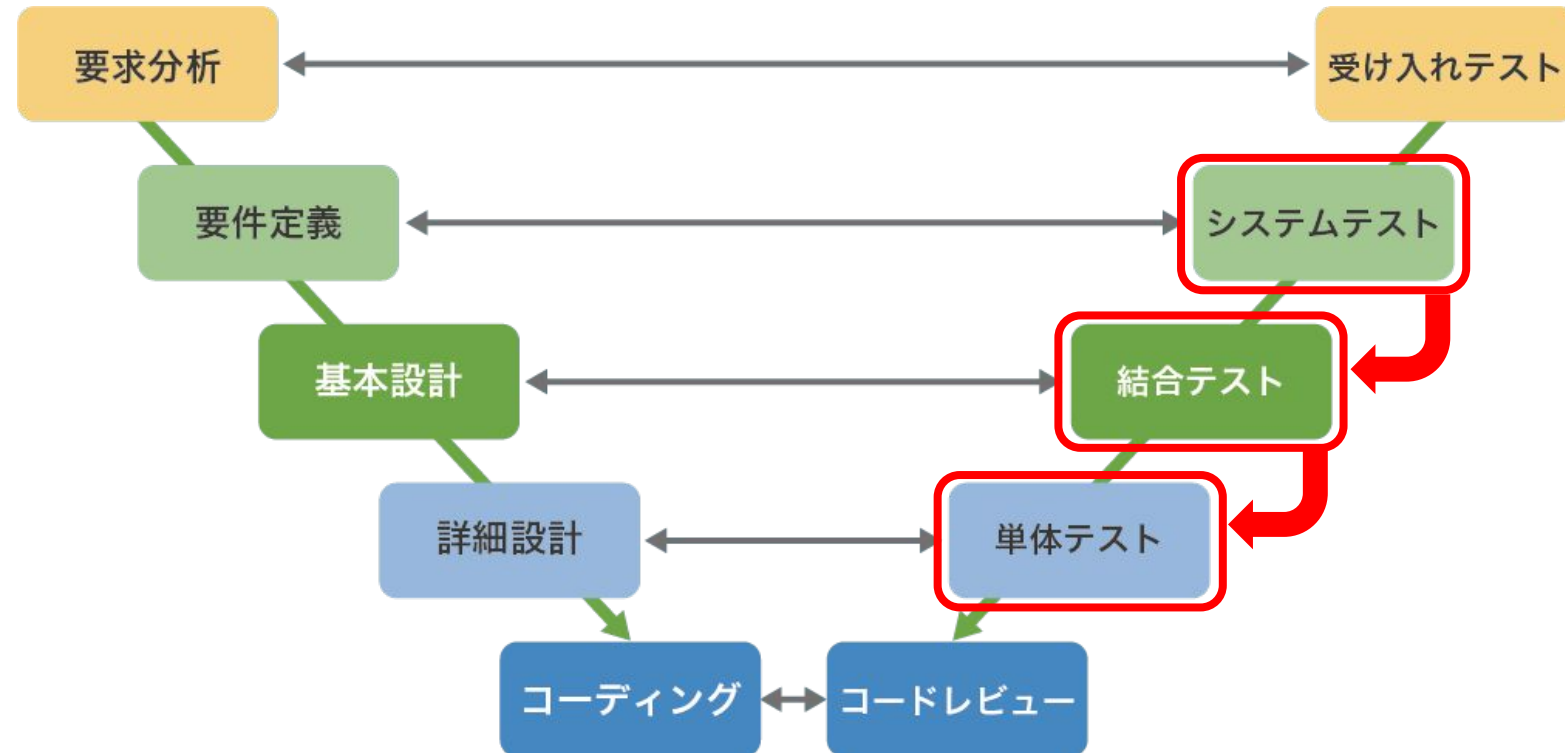 要求分析
受け入れテスト
要件定義
システムテスト
基本設計
結合テスト
詳細設計
単体テスト
コーディング
コードレビュー